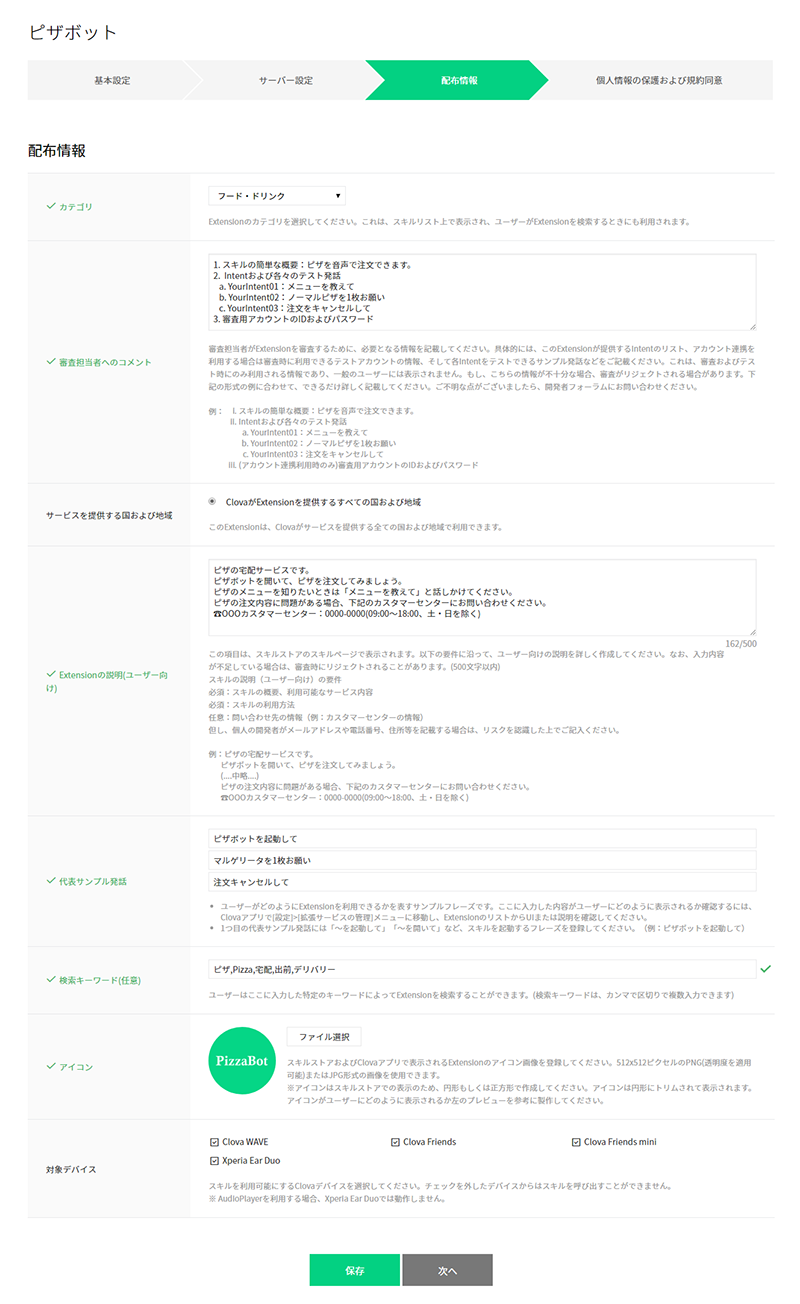 ピザボット
基本設定
サーバー設定
配布情報
個人情報の保護および規約同意
配布情報
カテゴリ
フード・ドリンク
Extensionのカテゴリを選択してください。これは、スキルリスト上で表示され、ユーザーがExtensionを検索するときにも利用されます。
審査担当者へのコメント
1. スキルの簡単な概要：ピザを音声で注文できます。
2. Intentおよび各々のテスト発話
a. YourIntent01：メニューを教えて
b. YourIntent02：ノーマルピザを1枚お願い
c. YourIntent03：注文をキャンセルして
3. 審査用アカウントのIDおよびパスワード
審査担当者がExtensionを審査するために、必要となる情報を記載してください。具体的には、このExtensionが提供するIntentのリスト、アカウント連携を
利用する場合は審査時に利用できるテストアカウントの情報、そして各Intentをテストできるサンプル発話などをご記載ください。これは、審査およびテス
ト時にのみ利用される情報であり、一般のユーザーには表示されません。もし、こちらの情報が不十分な場合、審査がリジェクトされる場合があります。下
記の形式の例に合わせて、できるだけ詳しく記載してください。ご不明な点がございましたら、開発者フォーラムにお問い合わせください。
例： i. スキルの簡単な概要：ピザを音声で注文できます。
ii. Intentおよび各々のテスト発話
a. YourIntent01：メニューを教えて
b. YourIntent02：ノーマルピザを1枚お願い
c. YourIntent03：注文をキャンセルして
iii. (アカウント連携利用時のみ)審査用アカウントのIDおよびパスワード
サービスを提供する国および地域
ClovaがExtensionを提供するすべての国および地域
このExtensionは、Clovaがサービスを提供する全ての国および地域で利用できます。
Extensionの説明(ユーザー向
け)
ピザの宅配サービスです。
ピザボットを開いて、ピザを注文してみましょう。
ピザのメニューを知りたいときは「メニューを教えて」と話しかけてください。
ピザの注文内容に問題がある場合、下記のカスタマーセンターにお問い合わせください。
☎OOOカスタマーセンター：0000-0000(09:00～18:00、土・日を除く)
162/500
この項目は、スキルストアのスキルページで表示されます。以下の要件に沿って、ユーザー向けの説明を詳しく作成してください。なお、入力内容
が不足している場合は、審査時にリジェクトされることがあります。(500文字以内)
スキルの説明（ユーザー向け）の要件
必須：スキルの概要、利用可能なサービス内容
必須：スキルの利用方法
任意：問い合わせ先の情報（例：カスタマーセンターの情報）
但し、個人の開発者がメールアドレスや電話番号、住所等を記載する場合は、リスクを認識した上でご記入ください。
例：ピザの宅配サービスです。
ピザボットを開いて、ピザを注文してみましょう。
(....中略....)
ピザの注文内容に問題がある場合、下記のカスタマーセンターにお問い合わせください。
☎OOOカスタマーセンター：0000-0000(09:00～18:00、土・日を除く)
代表サンプル発話
ピザボットを起動して
マルゲリータを1枚お願い
注文キャンセルして
ユーザーがどのようにExtensionを利用できるかを表すサンプルフレーズです。ここに入力した内容がユーザーにどのように表示されるか確認するには、
Clovaアプリで[設定]>[拡張サービスの管理]メニューに移動し、ExtensionのリストからUIまたは説明を確認してください。
1つ目の代表サンプル発話には「～を起動して」「～を開いて」など、スキルを起動するフレーズを登録してください。（例：ピザボットを起動して）
検索キーワード(任意)
ピザ,Pizza,宅配,出前,デリバリー
ユーザーはここに入力した特定のキーワードによってExtensionを検索することができます。(検索キーワードは、カンマで区切りで複数入力できます)
アイコン
PizzaBot
ファイル選択
スキルストアおよびClovaアプリで表示されるExtensionのアイコン画像を登録してください。512x512ピクセルのPNG(透明度を適用
可能)またはJPG形式の画像を使用できます。
※アイコンはスキルストアでの表示のため、円形もしくは正方形で作成してください。アイコンは円形にトリムされて表示されます。
アイコンがユーザーにどのように表示されるか左のプレビューを参考に製作してください。
対象デバイス
Clova WAVE
Clova Friends
Clova Friends mini
Xperia Ear Duo
スキルを利用可能にするClovaデバイスを選択してください。チェックを外したデバイスからはスキルを呼び出すことができません。
※ AudioPlayerを利用する場合、Xperia Ear Duoでは動作しません。
保存
次へ